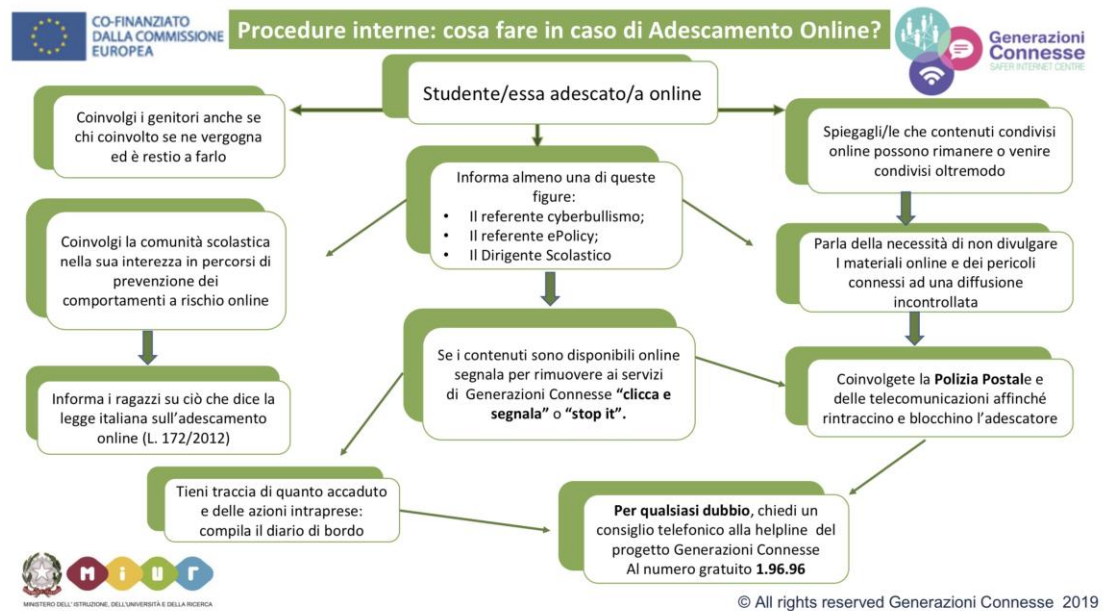 CO-FINANZIATO
DALLA COMMISSIONE
EUROPEA
Procedure interne: cosa fare in caso di Adescamento Online?
Generazioni
Connesse
SAFER INTERNET CENTRE
Studente/essa adescato/a online
Coinvolgi i genitori anche se
chi coinvolto se ne vergogna
ed è restio a farlo
Spiegagli/le che contenuti condivisi
online possono rimanere o venire
condivisi oltremodo
Informa almeno una di queste
figure:
• Il referente cyberbullismo;
• Il referente ePolicy;
• Il Dirigente Scolastico
Coinvolgi la comunità scolastica
nella sua interezza in percorsi di
prevenzione dei
comportamenti a rischio online
Parla della necessità di non divulgare
I materiali online e dei pericoli
connessi ad una diffusione
incontrollata
Se i contenuti sono disponibili online
segnala per rimuovere ai servizi
di Generazioni Connesse “clicca e
segnala” o “stop it”.
Informa i ragazzi su ciò che dice la
legge italiana sull’adescamento
online (L. 172/2012)
Coinvolgete la Polizia Postale e
delle telecomunicazioni affinché
rintraccino e blocchino l’adescatore
Tieni traccia di quanto accaduto
e delle azioni intraprese:
compila il diario di bordo
Per qualsiasi dubbio, chiedi un
consiglio telefonico alla helpline del
progetto Generazioni Connesse
Al numero gratuito 1.96.96
MIUR
MINISTERO DELL’ ISTRUZIONE, DELL’UNIVERSITÀ E DELLA RICERCA
© All rights reserved Generazioni Connesse 2019